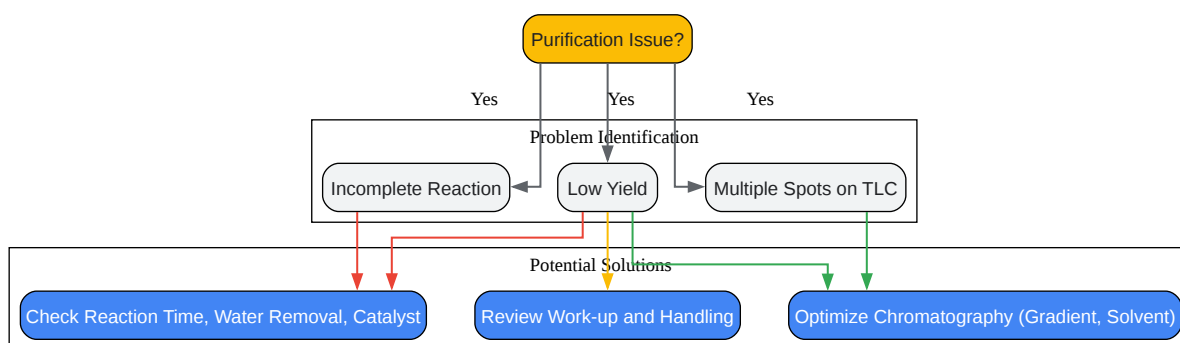 Purification Issue?
Yes
Yes
Yes
Problem Identification
Incomplete Reaction
Low Yield
Multiple Spots on TLC
Potential Solutions
Check Reaction Time, Water Removal, Catalyst
Review Work-up and Handling
Optimize Chromatography (Gradient, Solvent)